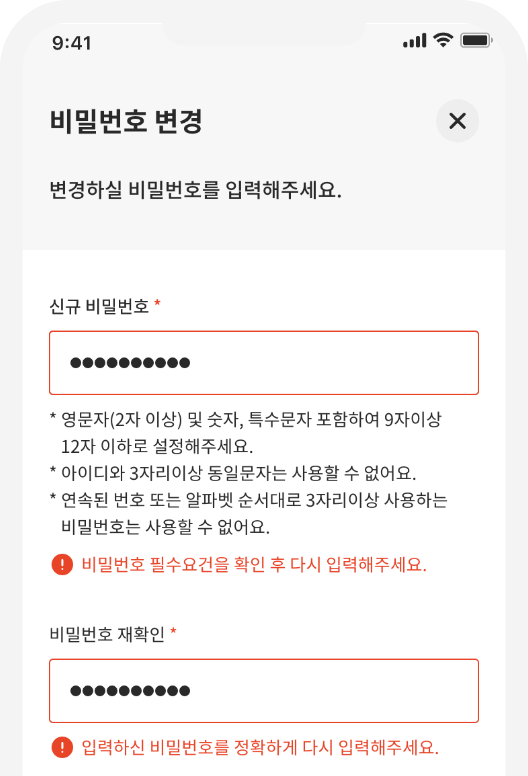 9:41
비밀번호 변경
변경하실 비밀번호를 입력해주세요.
신규 비밀번호 *
●●●●●●●●●●
* 영문자(2자 이상) 및 숫자, 특수문자 포함하여 9자이상
12자 이하로 설정해주세요.
* 아이디와 3자리이상 동일문자는 사용할 수 없어요.
* 연속된 번호 또는 알파벳 순서대로 3자리이상 사용하는
비밀번호는 사용할 수 없어요.
비밀번호 필수요건을 확인 후 다시 입력해주세요.
비밀번호 재확인 *
●●●●●●●●●●
입력하신 비밀번호를 정확하게 다시 입력해주세요.